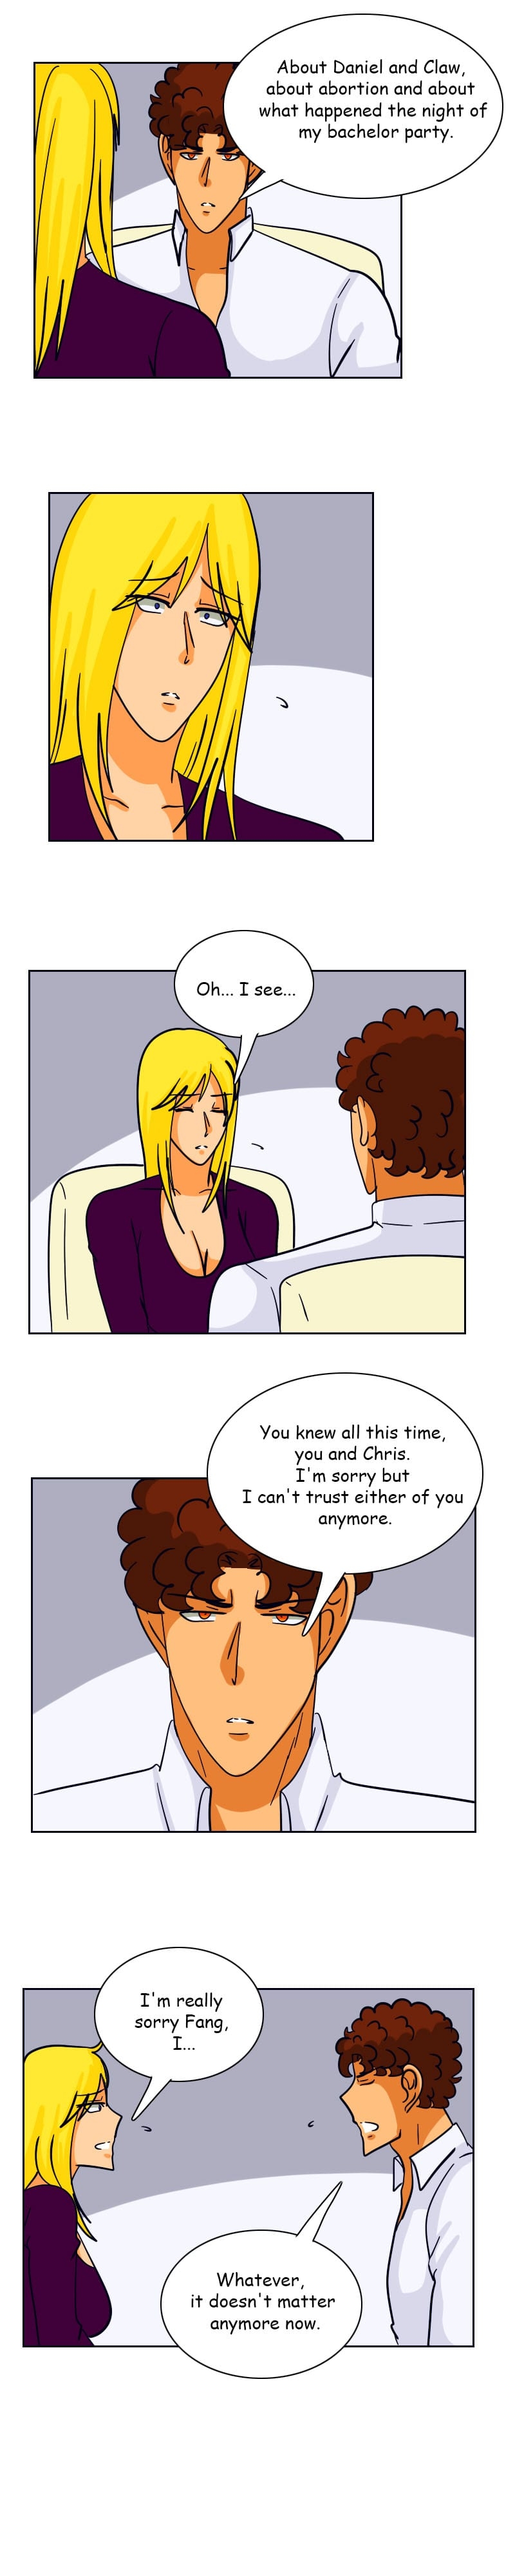 About Daniel and Claw,
about abortion and about
what happened the night of
my bachelor party.
Oh... I see...
You knew all this time,
you and Chris.
I'm sorry but
I can't trust either of you
anymore.
I'm really
sorry Fang,
I...
Whatever,
it doesn't matter
anymore now.